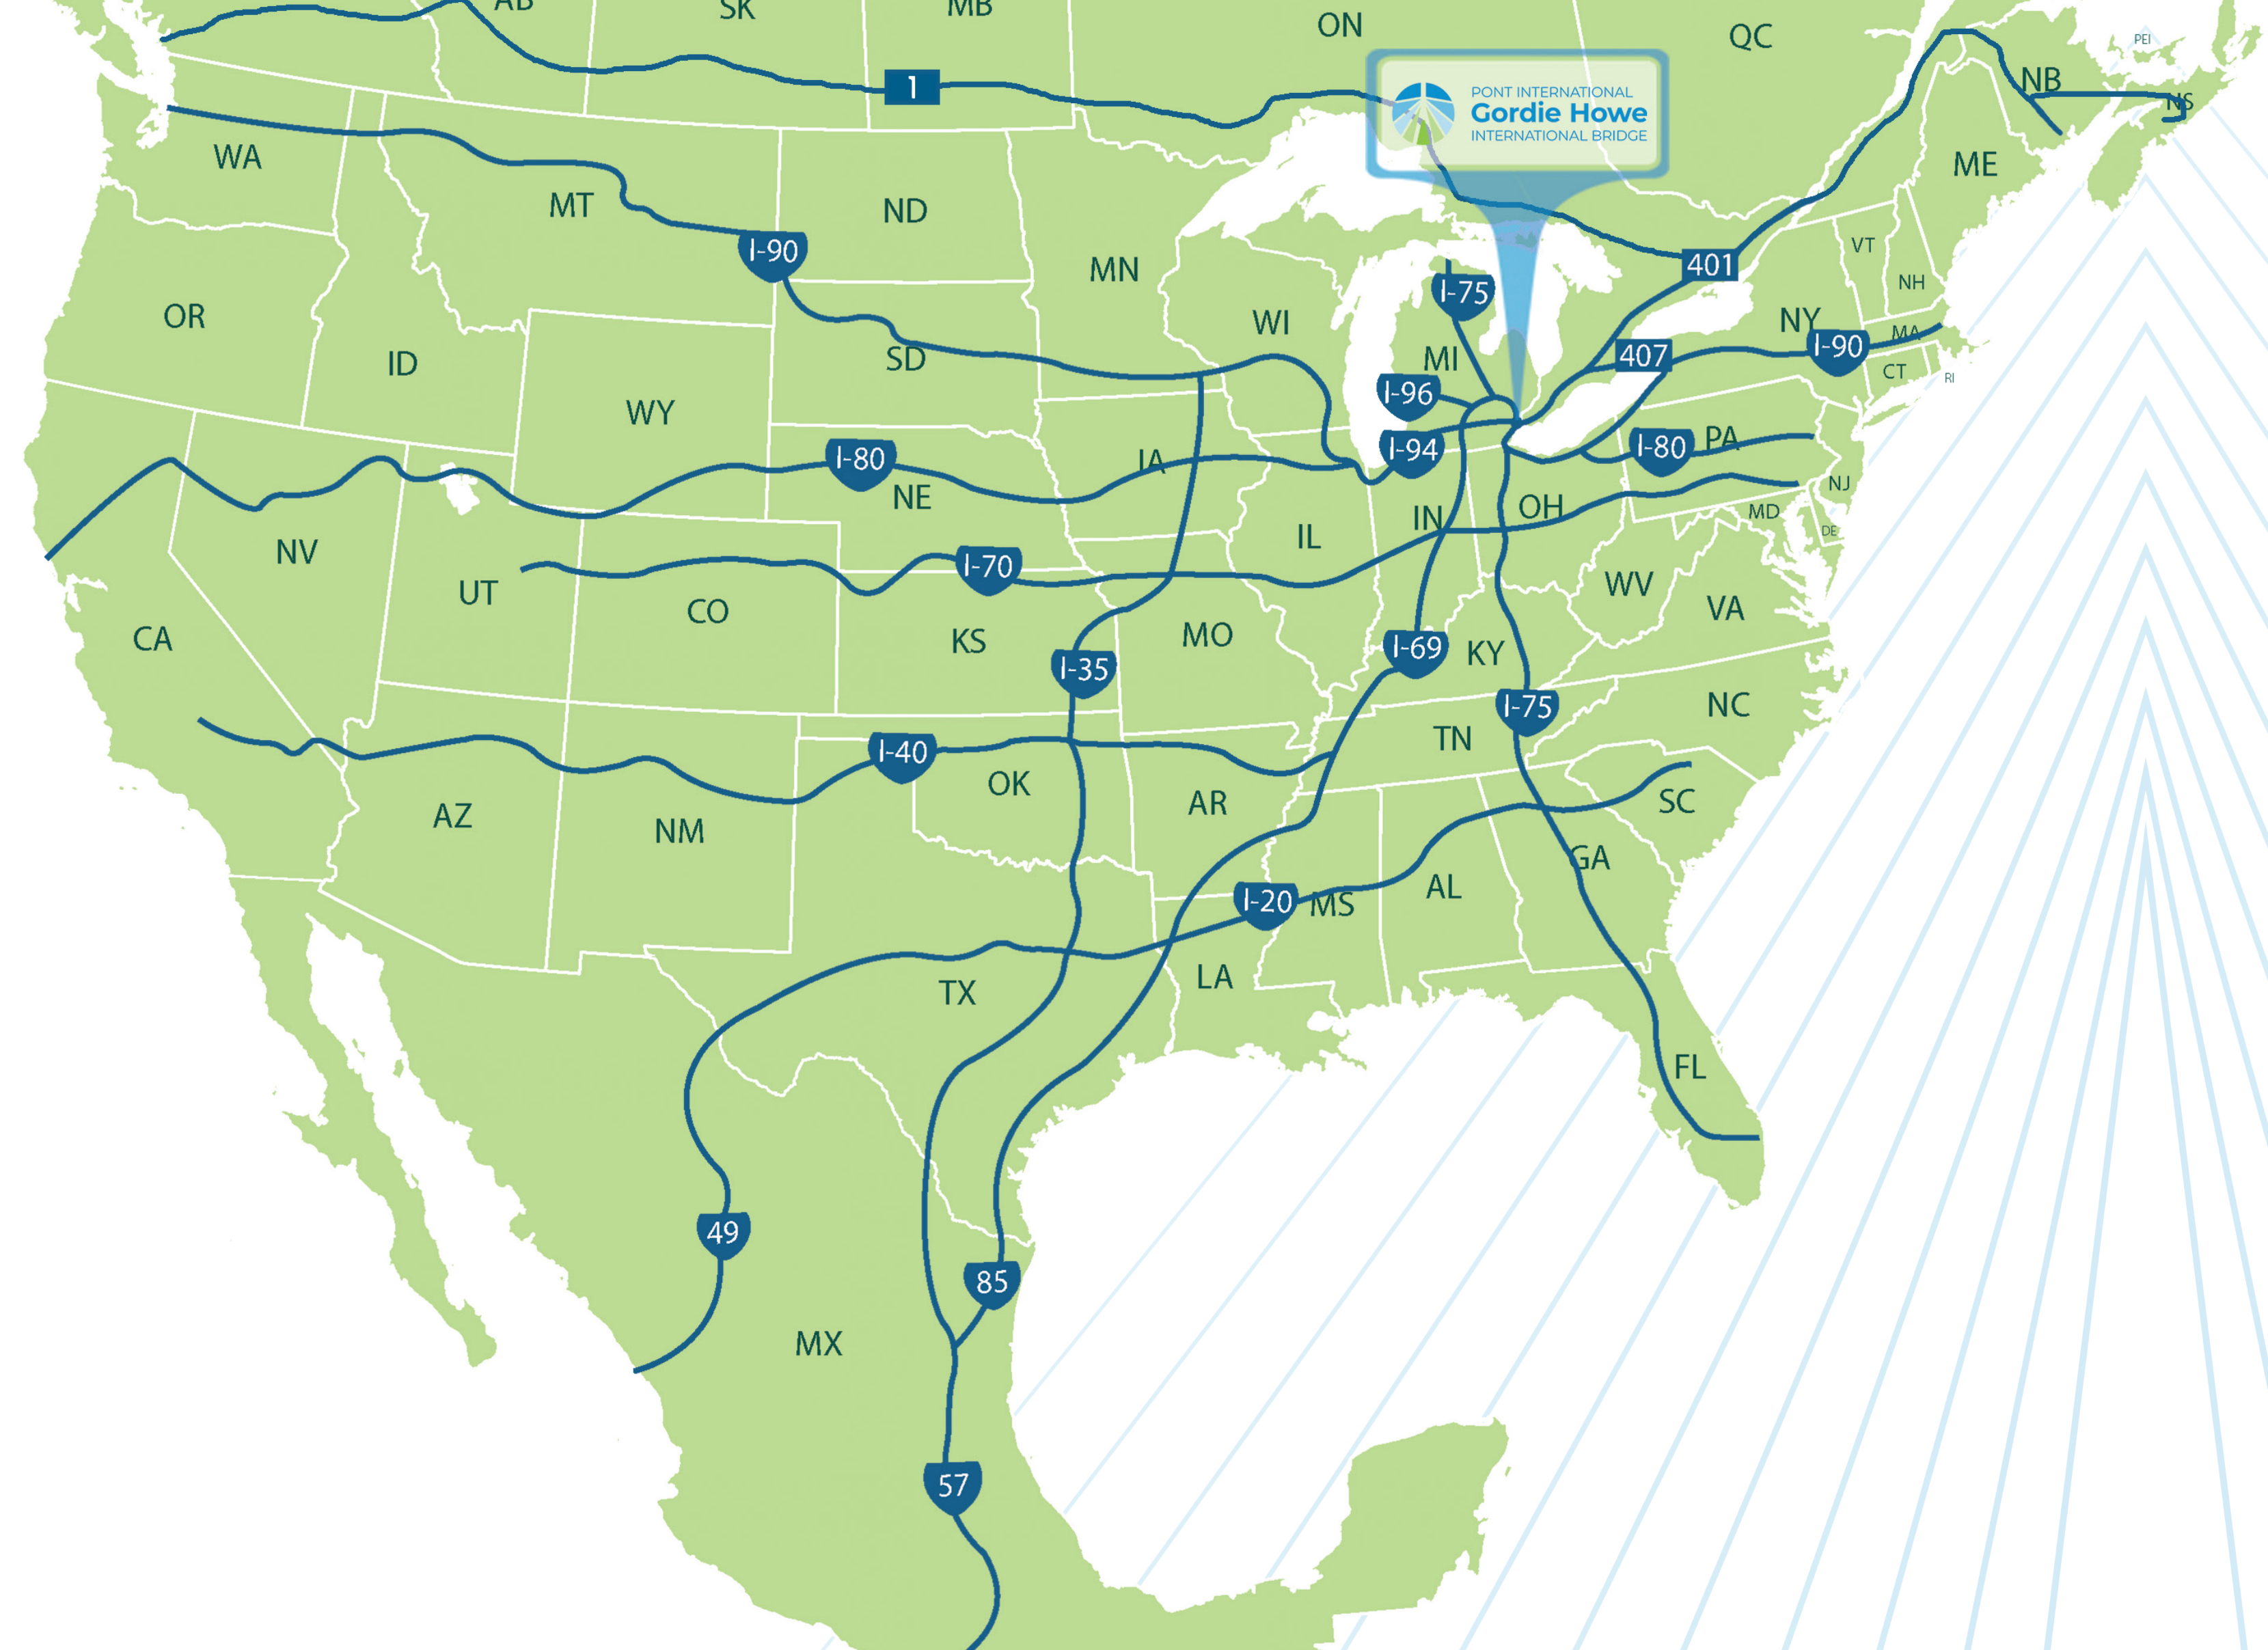 AB
SK
MB
ON
QC
PEI
NB
NS
1
PONT INTERNATIONAL
Gordie Howe
INTERNATIONAL BRIDGE
WA
MT
ND
ME
I-90
MN
I-75
401
VT
NH
OR
ID
SD
WI
MI
NY
MA
407
I-90
CT
RI
WY
I-96
I-80
IA
I-94
I-80
PA
NE
NJ
NV
IL
IN
OH
MD
DE
UT
I-70
CO
WV
VA
CA
KS
MO
I-69
KY
I-35
I-75
NC
I-40
TN
OK
AZ
NM
AR
SC
GA
I-20
MS
AL
TX
LA
FL
49
85
MX
57